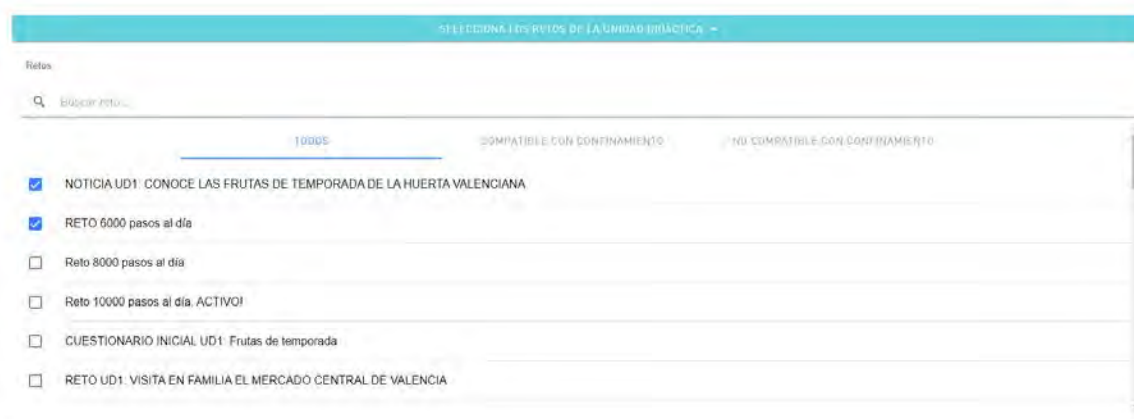 SELECCIONA LOS RETOS DE LA UNIDAD DIDÁCTICA
Retos
Buscar reto...
TODOS COMPATIBLE CON CONFINAMIENTO NO COMPATIBLE CON CONFINAMIENTO
NOTICIA UD1: CONOCE LAS FRUTAS DE TEMPORADA DE LA HUERTA VALENCIANA
RETO 6000 pasos al día
Reto 8000 pasos al día
Reto 10000 pasos al día. ACTIVO!
CUESTIONARIO INICIAL UD1: Frutas de temporada
RETO UD1: VISITA EN FAMILIA EL MERCADO CENTRAL DE VALENCIA